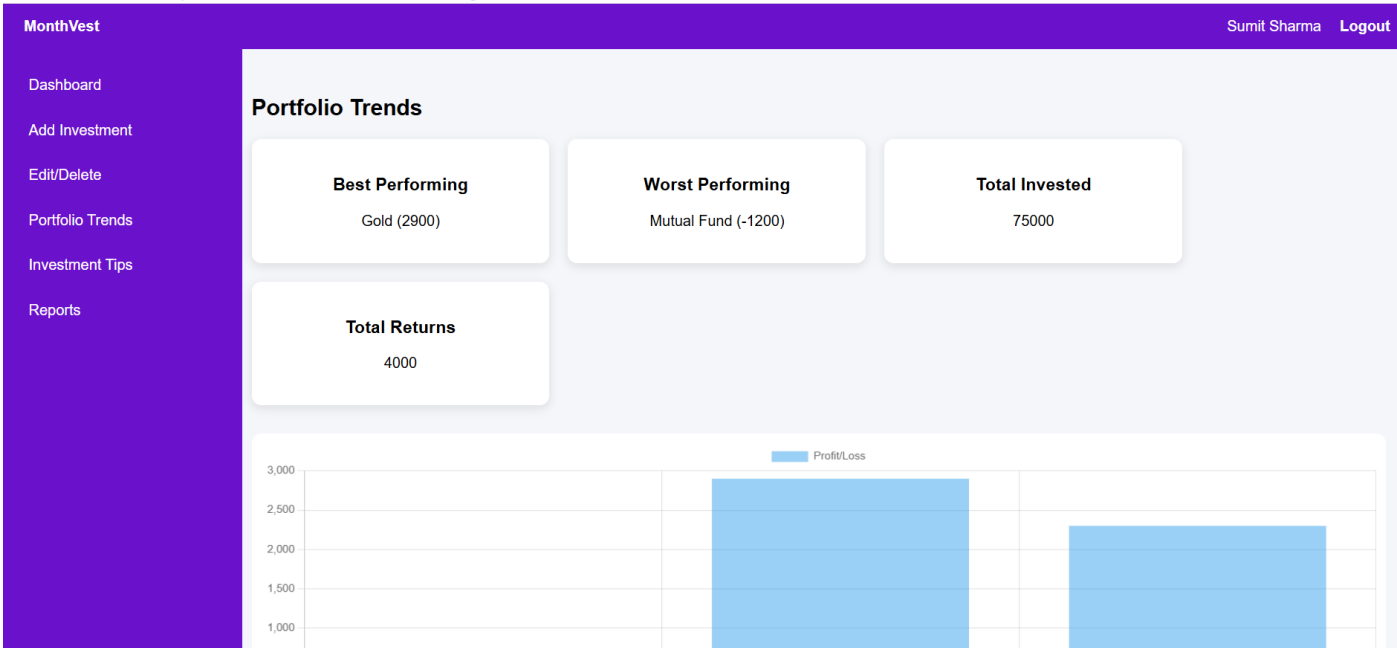 MonthVest
Sumit Sharma Logout
Dashboard
Add Investment
Edit/Delete
Portfolio Trends
Investment Tips
Reports
Portfolio Trends
Best Performing
Gold (2900)
Worst Performing
Mutual Fund (-1200)
Total Invested
75000
Total Returns
4000
Profit/Loss
3,000
2,500
2,000
1,500
1,000